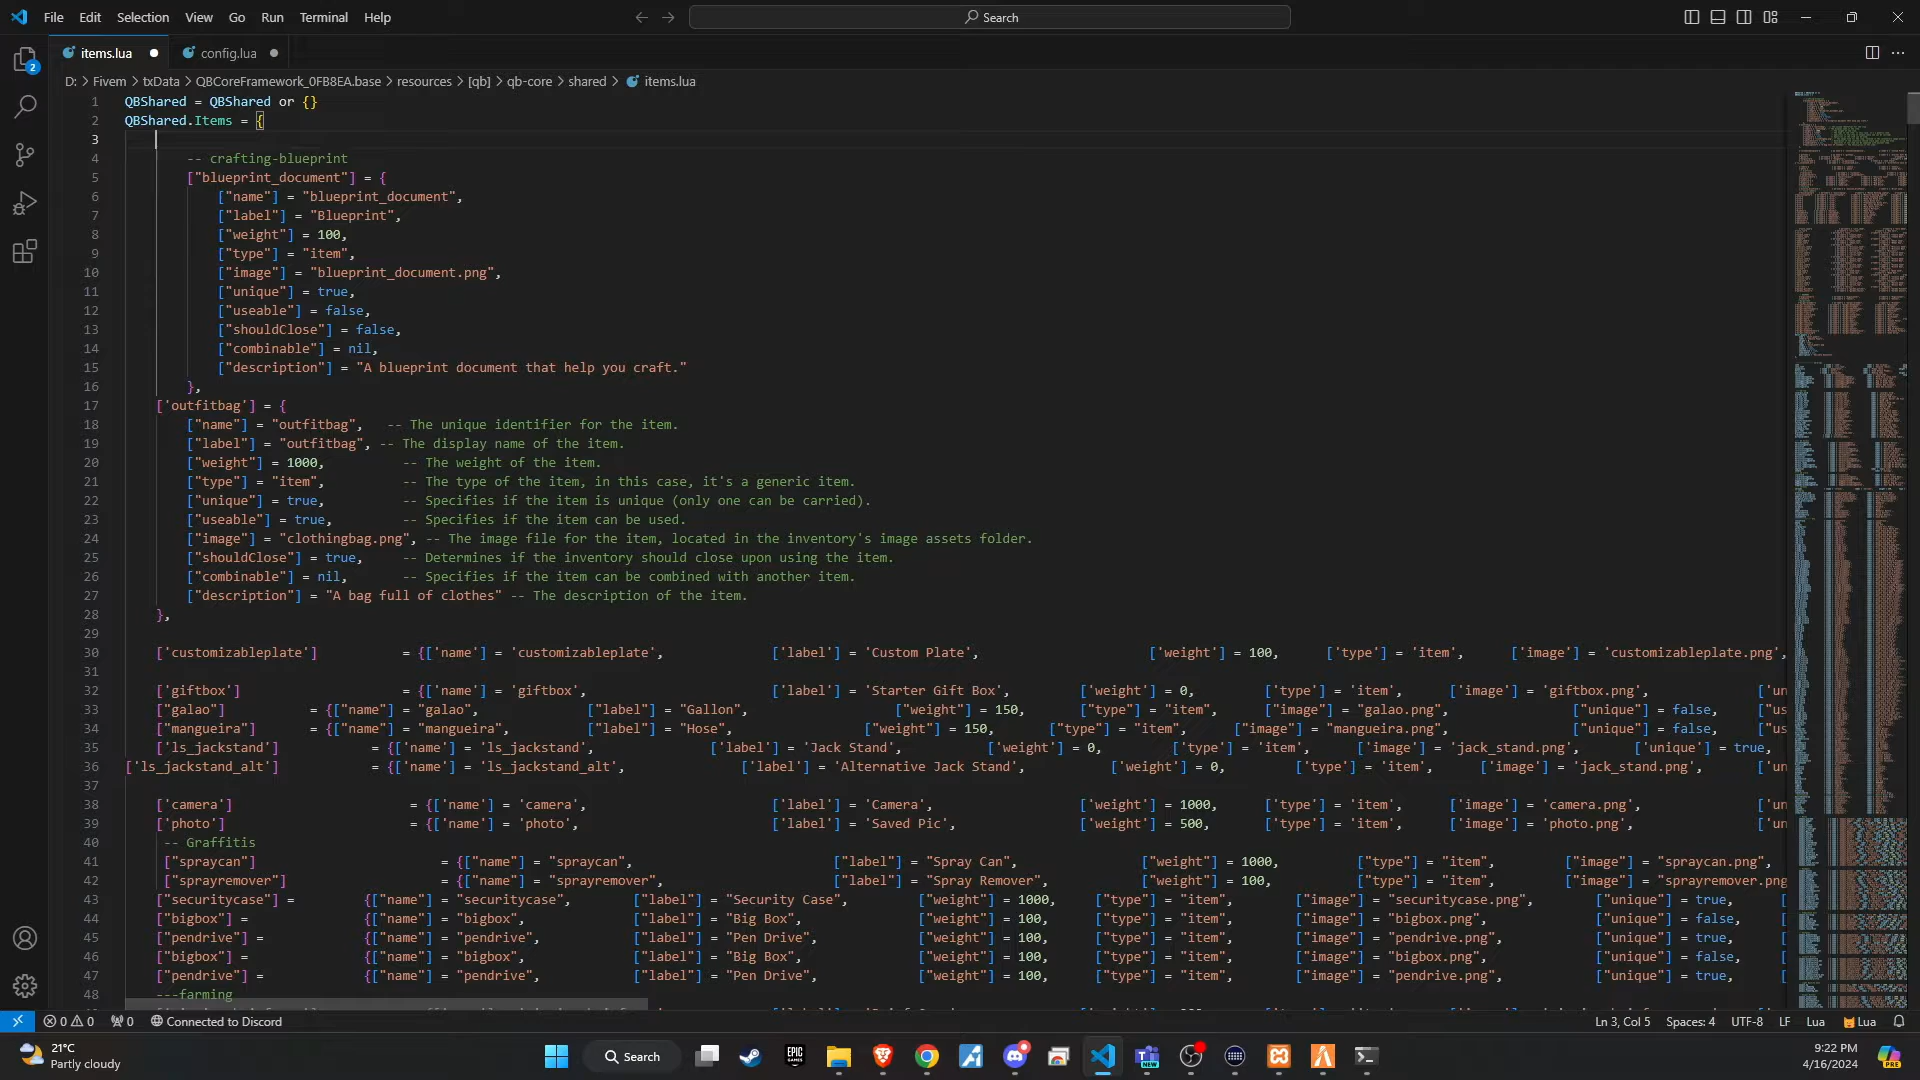 File Edit Selection View Go Run Terminal Help Search
items.lua config.lua
2
D: > Fivem > txData > QBCoreFramework_0FB8EA.base > resources > [qb] > qb-core > shared > items.lua
1 QBShared = QBShared or {}
2 QBShared.Items = {
3
4 -- crafting-blueprint
5 ["blueprint_document"] = {
6 ["name"] = "blueprint_document",
7 ["label"] = "Blueprint",
8 ["weight"] = 100,
9 ["type"] = "item",
10 ["image"] = "blueprint_document.png",
11 ["unique"] = true,
12 ["useable"] = false,
13 ["shouldClose"] = false,
14 ["combinable"] = nil,
15 ["description"] = "A blueprint document that help you craft."
16 },
17 ['outfitbag'] = {
18 ["name"] = "outfitbag", -- The unique identifier for the item.
19 ["label"] = "outfitbag", -- The display name of the item.
20 ["weight"] = 1000, -- The weight of the item.
21 ["type"] = "item", -- The type of the item, in this case, it's a generic item.
22 ["unique"] = true, -- Specifies if the item is unique (only one can be carried).
23 ["useable"] = true, -- Specifies if the item can be used.
24 ["image"] = "clothingbag.png", -- The image file for the item, located in the inventory's image assets folder.
25 ["shouldClose"] = true, -- Determines if the inventory should close upon using the item.
26 ["combinable"] = nil, -- Specifies if the item can be combined with another item.
27 ["description"] = "A bag full of clothes" -- The description of the item.
28 },
29
30 ['customizableplate'] = {['name'] = 'customizableplate', ['label'] = 'Custom Plate', ['weight'] = 100, ['type'] = 'item', ['image'] = 'customizableplate.png',
31
32 ['giftbox'] = {['name'] = 'giftbox', ['label'] = 'Starter Gift Box', ['weight'] = 0, ['type'] = 'item', ['image'] = 'giftbox.png', ['un
33 ["galao"] = {["name"] = "galao", ["label"] = "Gallon", ["weight"] = 150, ["type"] = "item", ["image"] = "galao.png", ["unique"] = false, ["us
34 ["mangueira"] = {["name"] = "mangueira", ["label"] = "Hose", ["weight"] = 150, ["type"] = "item", ["image"] = "mangueira.png", ["unique"] = false, ["us
35 ['ls_jackstand'] = {['name'] = 'ls_jackstand', ['label'] = 'Jack Stand', ['weight'] = 0, ['type'] = 'item', ['image'] = 'jack_stand.png', ['unique'] = true,
36 ['ls_jackstand_alt'] = {['name'] = 'ls_jackstand_alt', ['label'] = 'Alternative Jack Stand', ['weight'] = 0, ['type'] = 'item', ['image'] = 'jack_stand.png', ['un
37
38 ['camera'] = {['name'] = 'camera', ['label'] = 'Camera', ['weight'] = 1000, ['type'] = 'item', ['image'] = 'camera.png', ['un
39 ['photo'] = {['name'] = 'photo', ['label'] = 'Saved Pic', ['weight'] = 500, ['type'] = 'item', ['image'] = 'photo.png', ['un
40 -- Graffitis
41 ["spraycan"] = {["name"] = "spraycan", ["label"] = "Spray Can", ["weight"] = 1000, ["type"] = "item", ["image"] = "spraycan.png",
42 ["sprayremover"] = {["name"] = "sprayremover", ["label"] = "Spray Remover", ["weight"] = 100, ["type"] = "item", ["image"] = "sprayremover.png
43 ["securitycase"] = {["name"] = "securitycase", ["label"] = "Security Case", ["weight"] = 1000, ["type"] = "item", ["image"] = "securitycase.png", ["unique"] = true, [
44 ["bigbox"] = {["name"] = "bigbox", ["label"] = "Big Box", ["weight"] = 100, ["type"] = "item", ["image"] = "bigbox.png", ["unique"] = false, [
45 ["pendrive"] = {["name"] = "pendrive", ["label"] = "Pen Drive", ["weight"] = 100, ["type"] = "item", ["image"] = "pendrive.png", ["unique"] = true, [
46 ["bigbox"] = {["name"] = "bigbox", ["label"] = "Big Box", ["weight"] = 100, ["type"] = "item", ["image"] = "bigbox.png", ["unique"] = false, [
47 ["pendrive"] = {["name"] = "pendrive", ["label"] = "Pen Drive", ["weight"] = 100, ["type"] = "item", ["image"] = "pendrive.png", ["unique"] = true, [
48 ---farming
0 0 0 Connected to Discord Ln 3, Col 5 Spaces: 4 UTF-8 LF Lua Lua
21°C
Partly cloudy
Search
EPIC GAMES
NEW
9:22 PM
4/16/2024
PRE